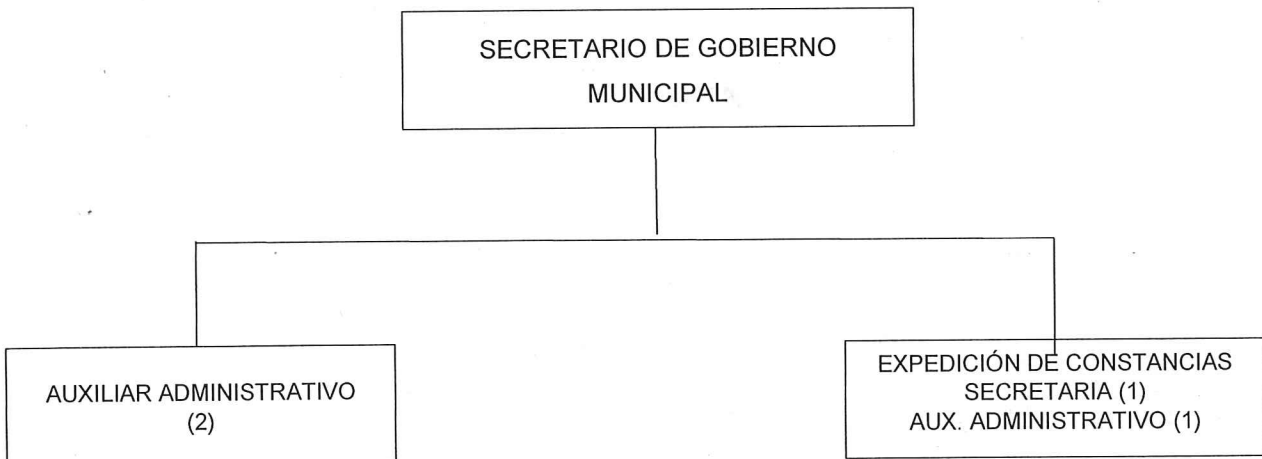 SECRETARIO DE GOBIERNO
MUNICIPAL
AUXILIAR ADMINISTRATIVO
(2)
EXPEDICIÓN DE CONSTANCIAS
SECRETARIA (1)
AUX. ADMINISTRATIVO (1)